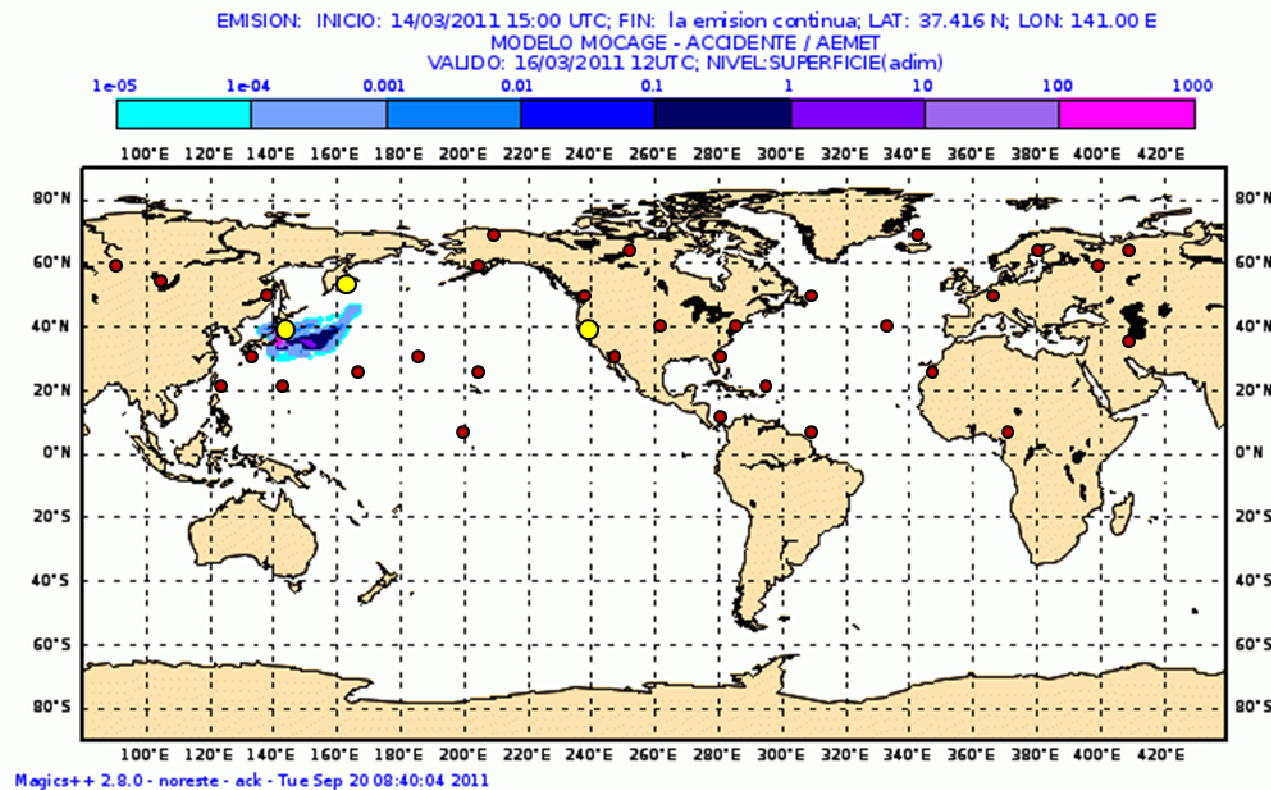 EMISION: INICIO: 14/03/2011 15:00 UTC; FIN: la emision continua; LAT: 37.416 N; LON: 141.00 E
MODELO MOCAGE - ACCIDENTE / AEMET
VALIDO: 16/03/2011 12UTC; NIVEL:SUPERFICIE(adim)
1e-05 1e-04 0.001 0.01 0.1 1 10 100 1000
100°E 120°E 140°E 160°E 180°E 200°E 220°E 240°E 260°E 280°E 300°E 320°E 340°E 360°E 380°E 400°E 420°E
80°N 80°N
60°N 60°N
40°N 40°N
20°N 20°N
0°N 0°N
20°S 20°S
40°S 40°S
60°S 60°S
80°S 80°S
100°E 120°E 140°E 160°E 180°E 200°E 220°E 240°E 260°E 280°E 300°E 320°E 340°E 360°E 380°E 400°E 420°E
Magics++ 2.8.0 - noreste - ack - Tue Sep 20 08:40:04 2011